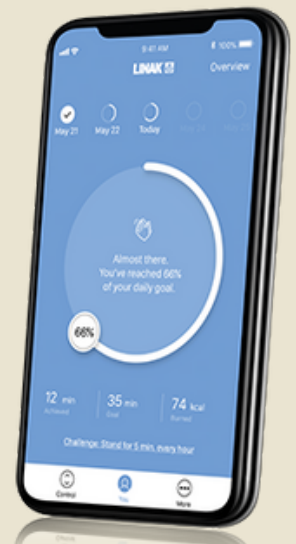 9:41 AM 100%
LINAK Overview
May 21 May 22 Today
Almost there.
You've reached 66%
of your daily goal.
66%
12 min 35 min 74 kcal
Achieved Goal Burned
Challenge: Stand for 5 min. every hour
Control You More